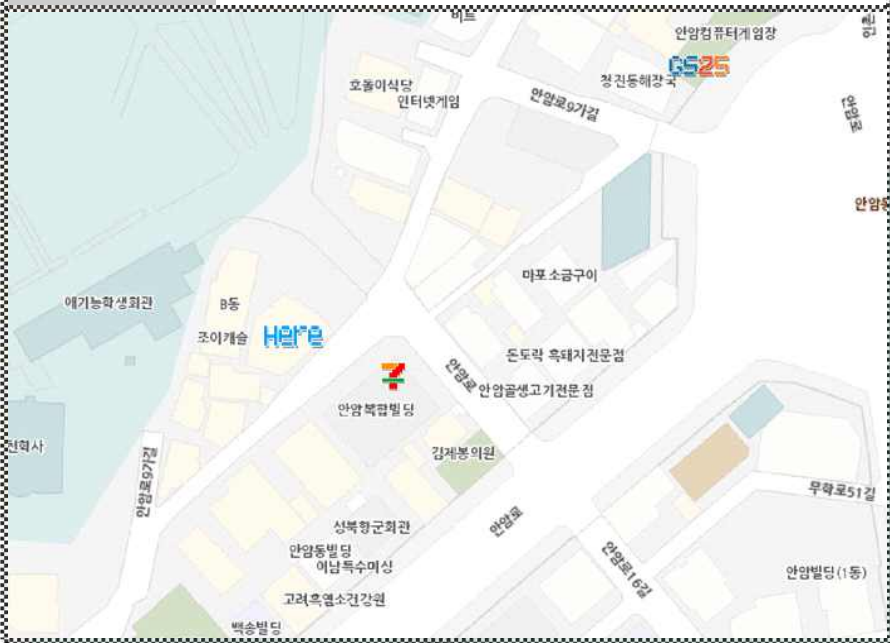 비트
안암컴퓨터게임장
GS25
청진동해장국
호돌이식당
인터넷게임
안암로9가길
안암로
안암동
마포소금구이
애기능학생회관
B동
조이캐슬
Here
돈도락 흑돼지전문점
안암로
안암골생고기전문점
7
안암복합빌딩
김제봉의원
안암로9가길
무학로51길
성북향군회관
안암로
안암동빌딩
이남특수미싱
안암로16길
안암빌딩(1동)
고려흑염소건강원
백송빌딩